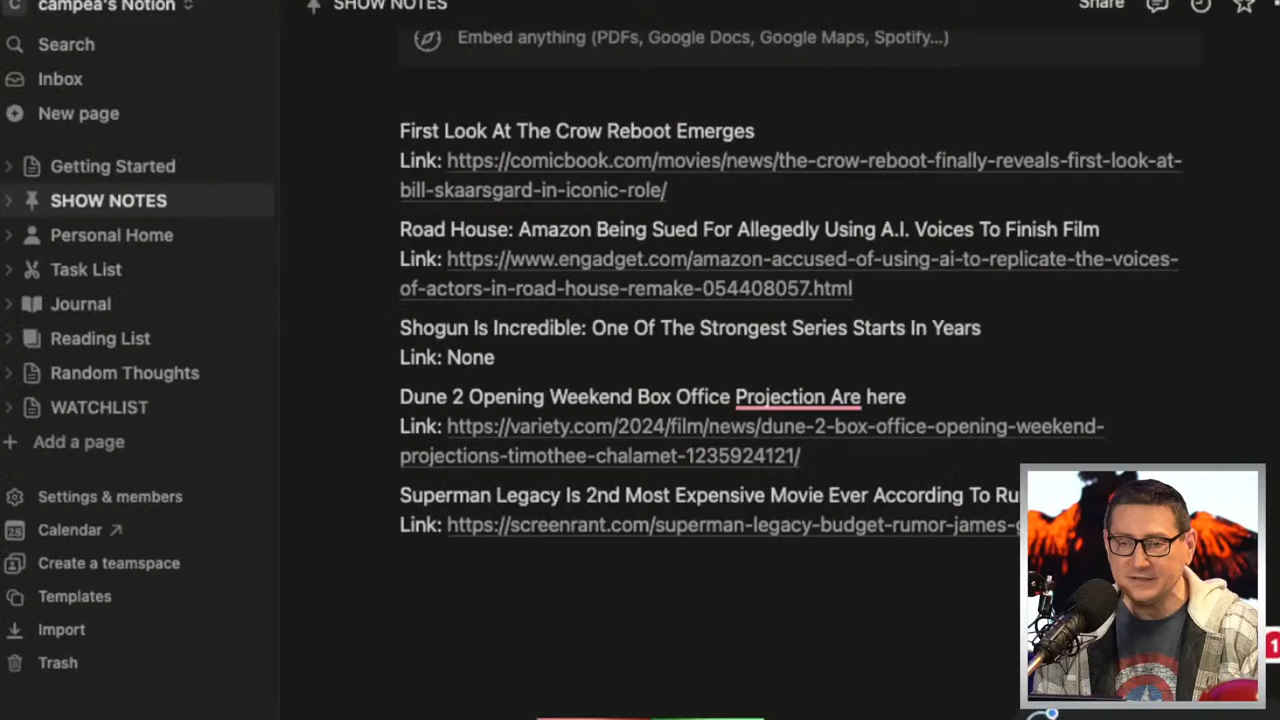 C campea's Notion
SHOW NOTES
Share
Search
Inbox
New page
Getting Started
SHOW NOTES
Personal Home
Task List
Journal
Reading List
Random Thoughts
WATCHLIST
Add a page
Settings & members
28 Calendar ↗
Create a teamspace
Templates
Import
Trash
Embed anything (PDFs, Google Docs, Google Maps, Spotify...)
First Look At The Crow Reboot Emerges
Link: https://comicbook.com/movies/news/the-crow-reboot-finally-reveals-first-look-at-
bill-skaarsgard-in-iconic-role/
Road House: Amazon Being Sued For Allegedly Using A.I. Voices To Finish Film
Link: https://www.engadget.com/amazon-accused-of-using-ai-to-replicate-the-voices-
of-actors-in-road-house-remake-054408057.html
Shogun Is Incredible: One Of The Strongest Series Starts In Years
Link: None
Dune 2 Opening Weekend Box Office Projection Are here
Link: https://variety.com/2024/film/news/dune-2-box-office-opening-weekend-
projections-timothee-chalamet-1235924121/
Superman Legacy Is 2nd Most Expensive Movie Ever According To Ru
Link: https://screenrant.com/superman-legacy-budget-rumor-james-g
1